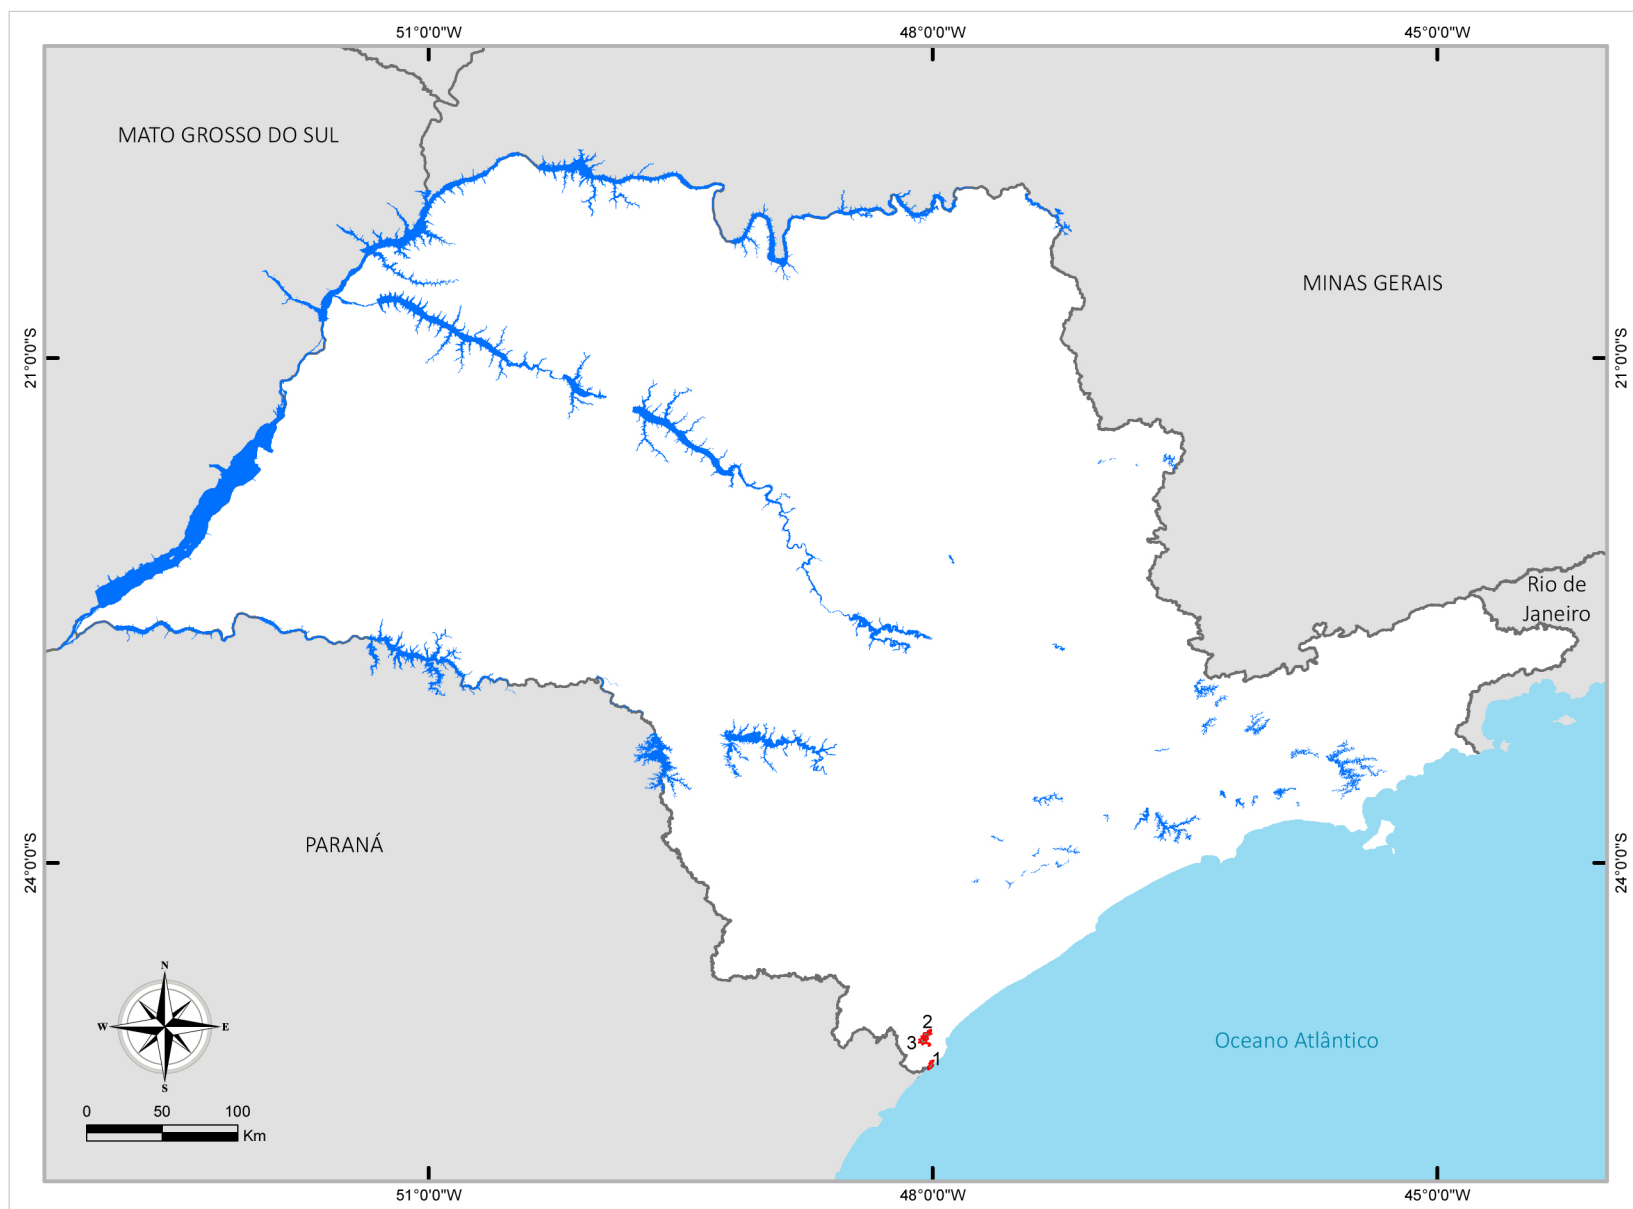 51°0'0"W
48°0'0"W
45°0'0"W
MATO GROSSO DO SUL
MINAS GERAIS
21°0'0"S
21°0'0"S
Rio de
Janeiro
PARANÁ
24°0'0"S
24°0'0"S
N
W
E
S
2
3
1
Oceano Atlântico
0
50
100
Km
51°0'0"W
48°0'0"W
45°0'0"W